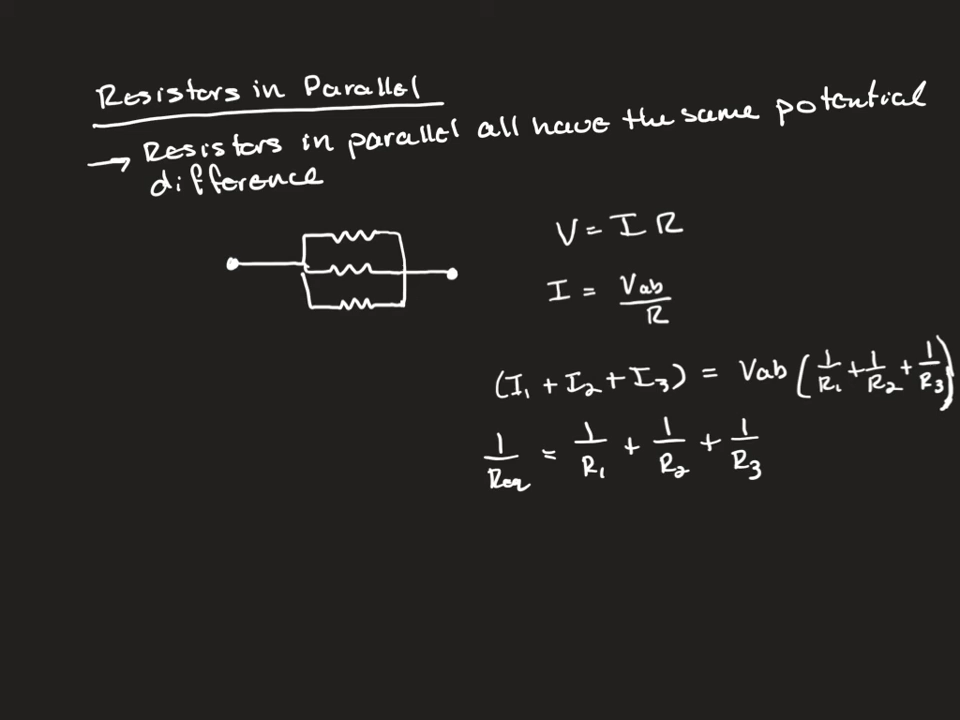 Resistors in Parallel
→ Resistors in parallel all have the same potential
difference
V = I R
I = Vab / R
(I₁ + I₂ + I₃) = Vab (1/R₁ + 1/R₂ + 1/R₃)
1/Req = 1/R₁ + 1/R₂ + 1/R₃